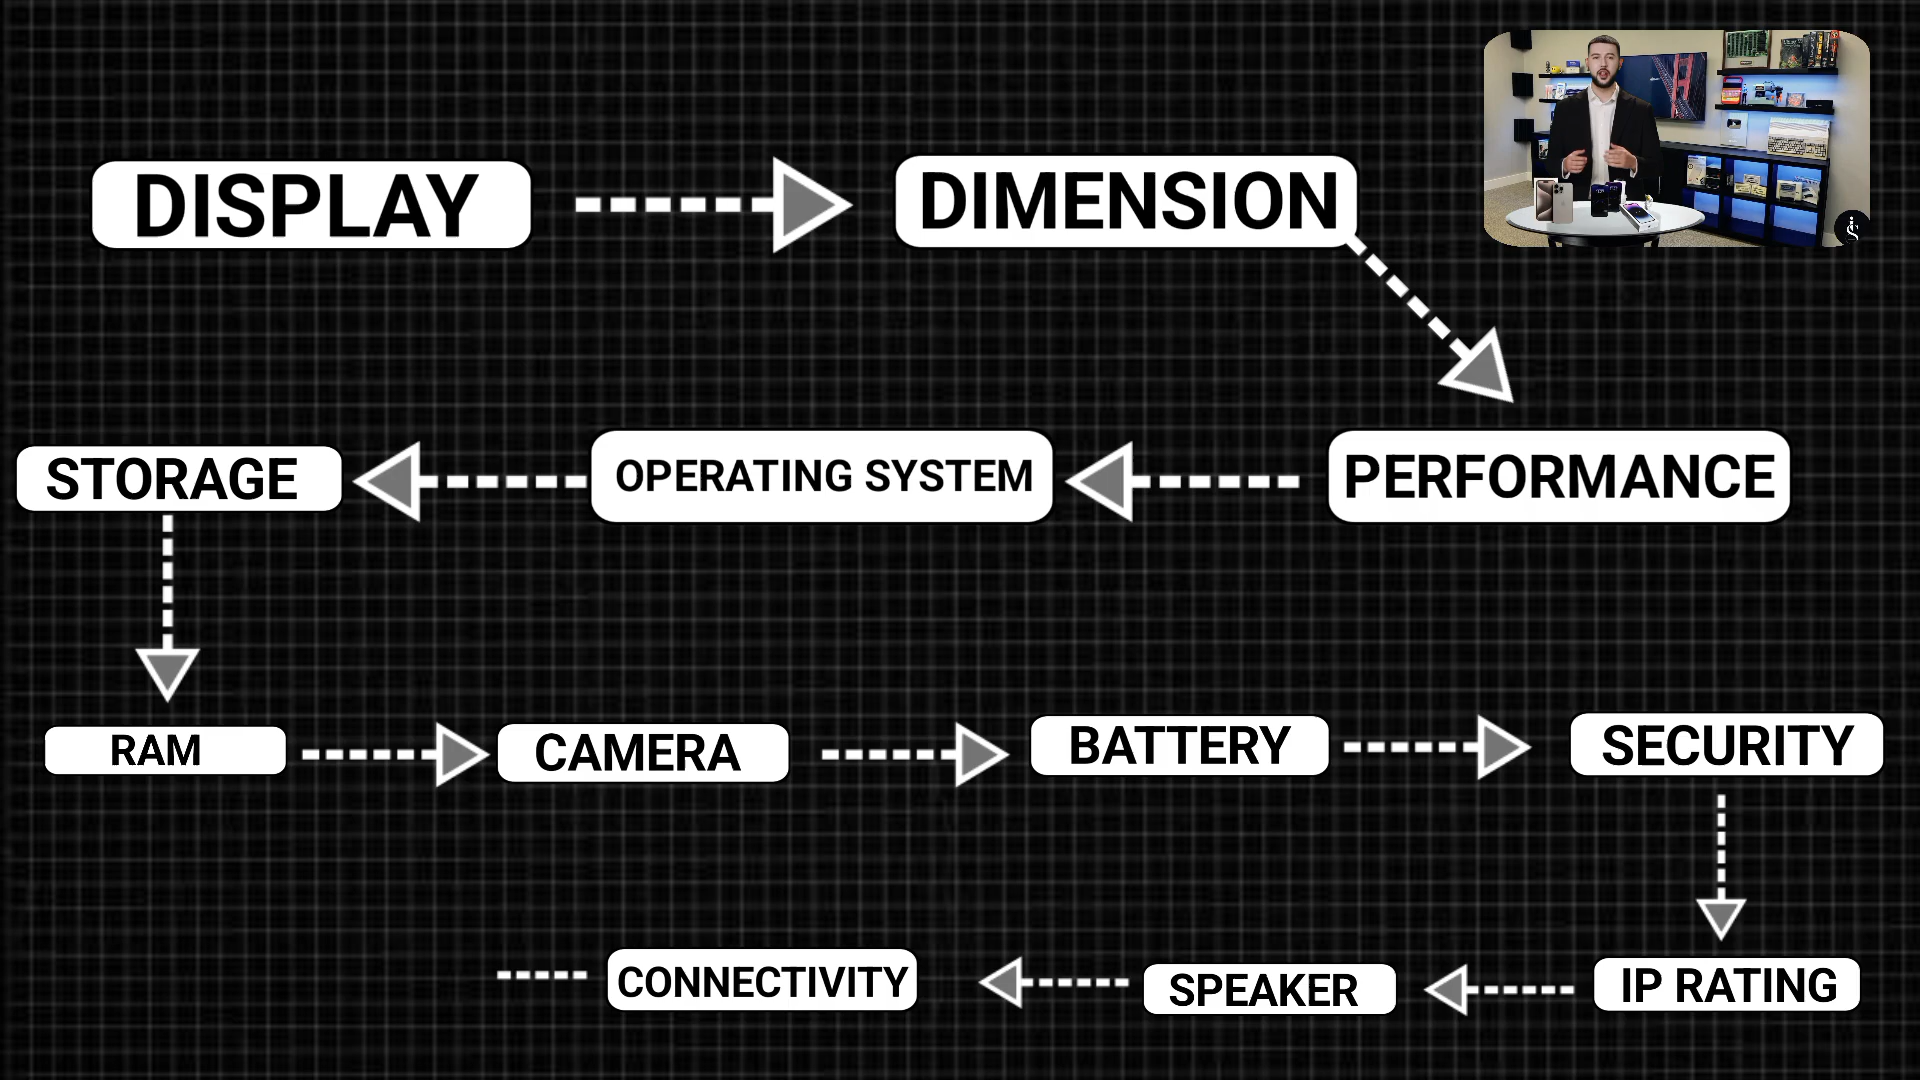 DISPLAY
DIMENSION
PERFORMANCE
OPERATING SYSTEM
STORAGE
RAM
CAMERA
BATTERY
SECURITY
IP RATING
SPEAKER
CONNECTIVITY